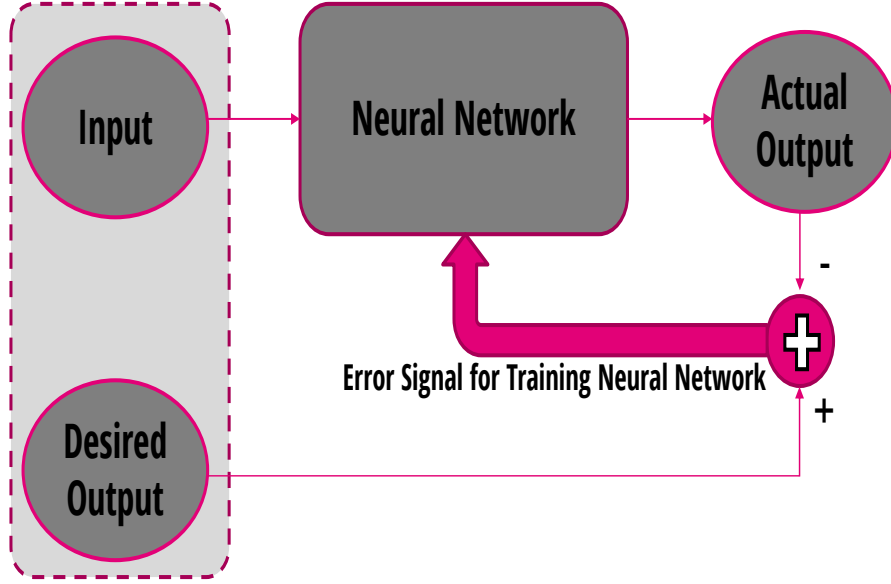 Input
Neural Network
Actual
Output
-
Error Signal for Training Neural Network
+
Desired
Output